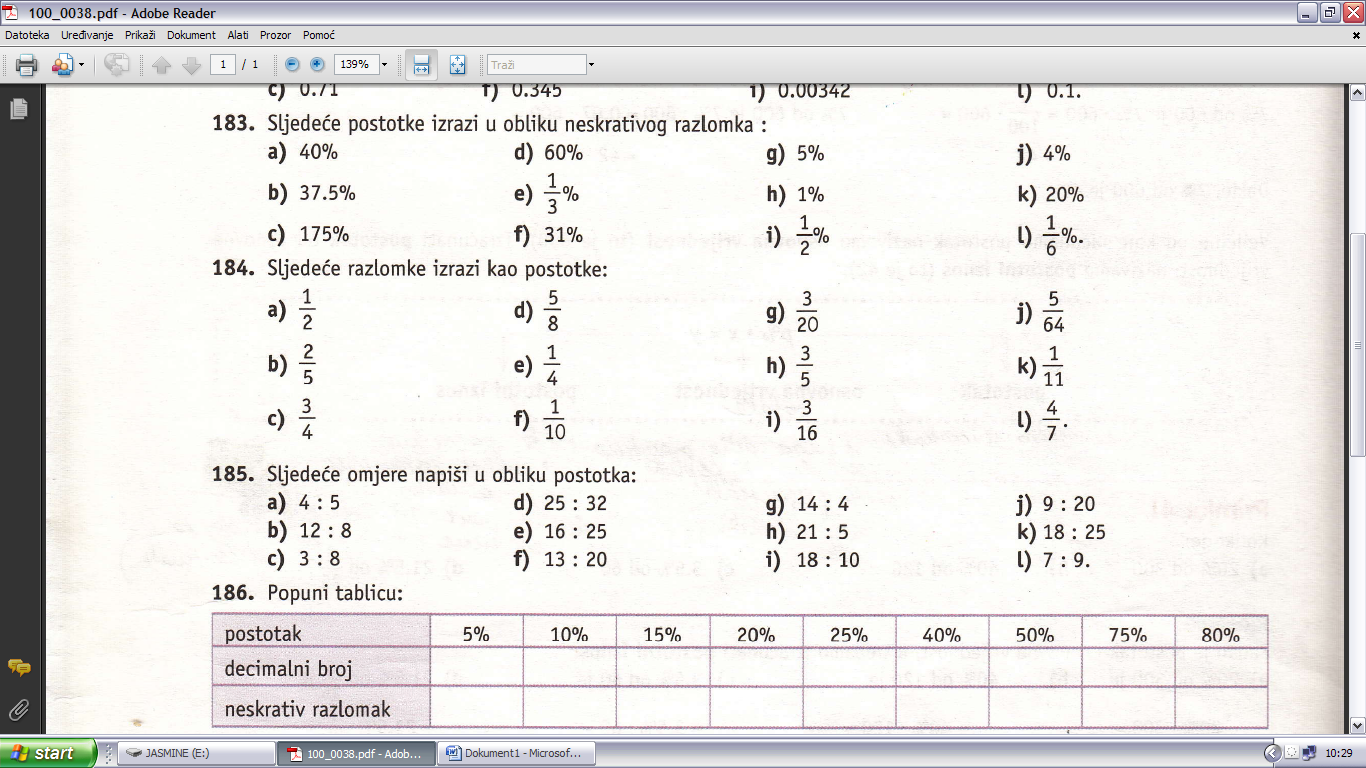 100_0038.pdf - Adobe Reader
Datoteka Uređivanje Prikaži Dokument Alati Prozor Pomoć
1 / 1 139% Traži
c) 0.71 f) 0.345 i) 0.00342 l) 0.1.
183. Sljedeće postotke izrazi u obliku neskrativog razlomka :
a) 40% d) 60% g) 5% j) 4%
b) 37.5% e) 1/3% h) 1% k) 20%
c) 175% f) 31% i) 1/2% l) 1/6%.
184. Sljedeće razlomke izrazi kao postotke:
a) 1/2 d) 5/8 g) 3/20 j) 5/64
b) 2/5 e) 1/4 h) 3/5 k) 1/11
c) 3/4 f) 1/10 i) 3/16 l) 4/7.
185. Sljedeće omjere napiši u obliku postotka:
a) 4 : 5 d) 25 : 32 g) 14 : 4 j) 9 : 20
b) 12 : 8 e) 16 : 25 h) 21 : 5 k) 18 : 25
c) 3 : 8 f) 13 : 20 i) 18 : 10 l) 7 : 9.
186. Popuni tablicu:
postotak 5% 10% 15% 20% 25% 40% 50% 75% 80%
decimalni broj
neskrativ razlomak
start JASMINE (E:) 100_0038.pdf - Adob... Dokument1 - Microsof... 10:29